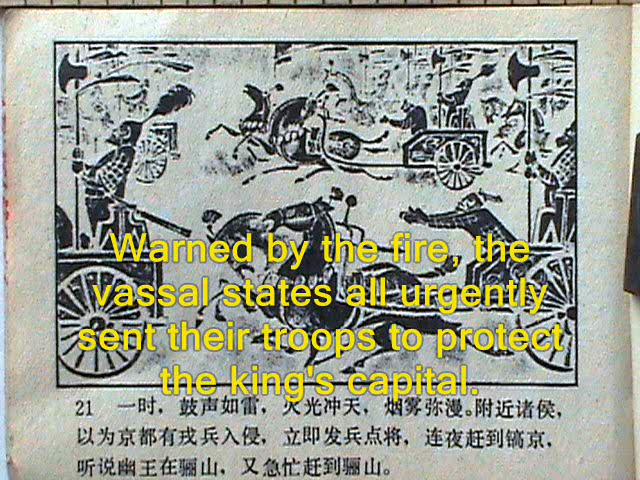 Warned by the fire, the
vassal states all urgently
sent their troops to protect
the king's capital.
21 一时，鼓声如雷，火光冲天，烟雾弥漫。附近诸侯，
以为京都有戎兵入侵，立即发兵点将，连夜赶到镐京，
听说幽王在骊山，又急忙赶到骊山。